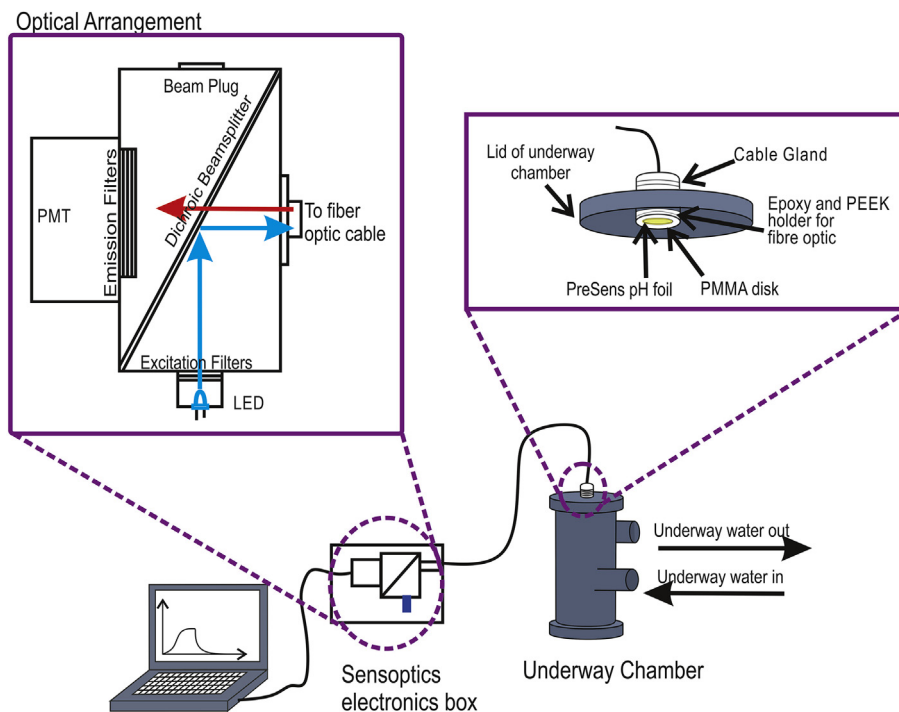 Optical Arrangement
Beam Plug
Dichroic Beamsplitter
Emission Filters
PMT
To fiber
optic cable
Excitation Filters
LED
Lid of underway
chamber
Cable Gland
Epoxy and PEEK
holder for
fibre optic
PreSens pH foil
PMMA disk
Underway water out
Underway water in
Sensoptics
electronics box
Underway Chamber